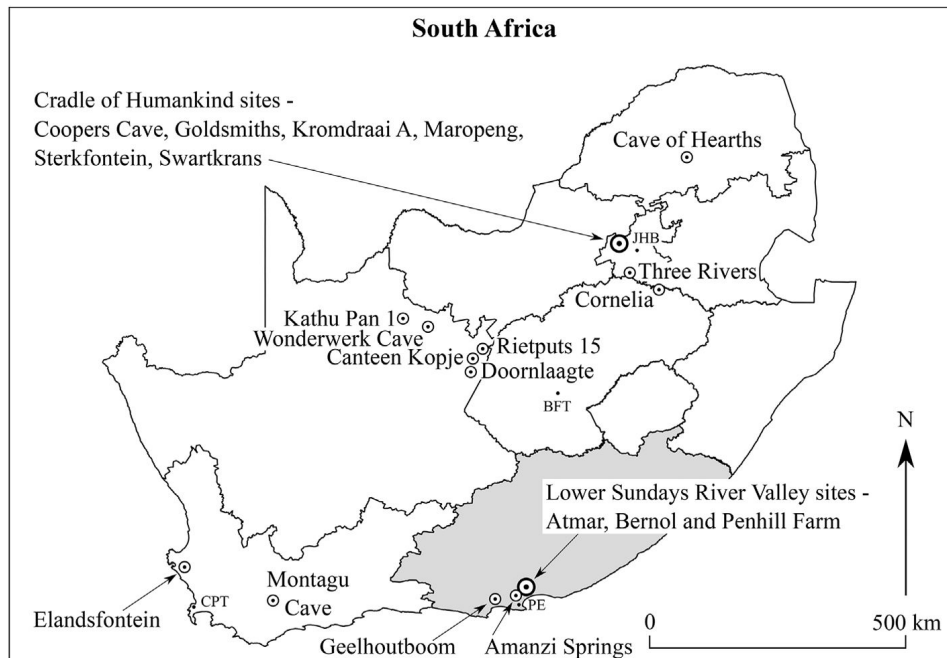 South Africa
Cradle of Humankind sites -
Coopers Cave, Goldsmiths, Kromdraai A, Maropeng,
Sterkfontein, Swartkrans
Cave of Hearths
JHB
Three Rivers
Cornelia
Kathu Pan 1
Wonderwerk Cave
Canteen Kopje
Rietputs 15
Doornlaagte
BFT
N
Lower Sundays River Valley sites -
Atmar, Bernol and Penhill Farm
Elandsfontein
CPT
Montagu
Cave
PE
Geelhoutboom
Amanzi Springs
0
500 km